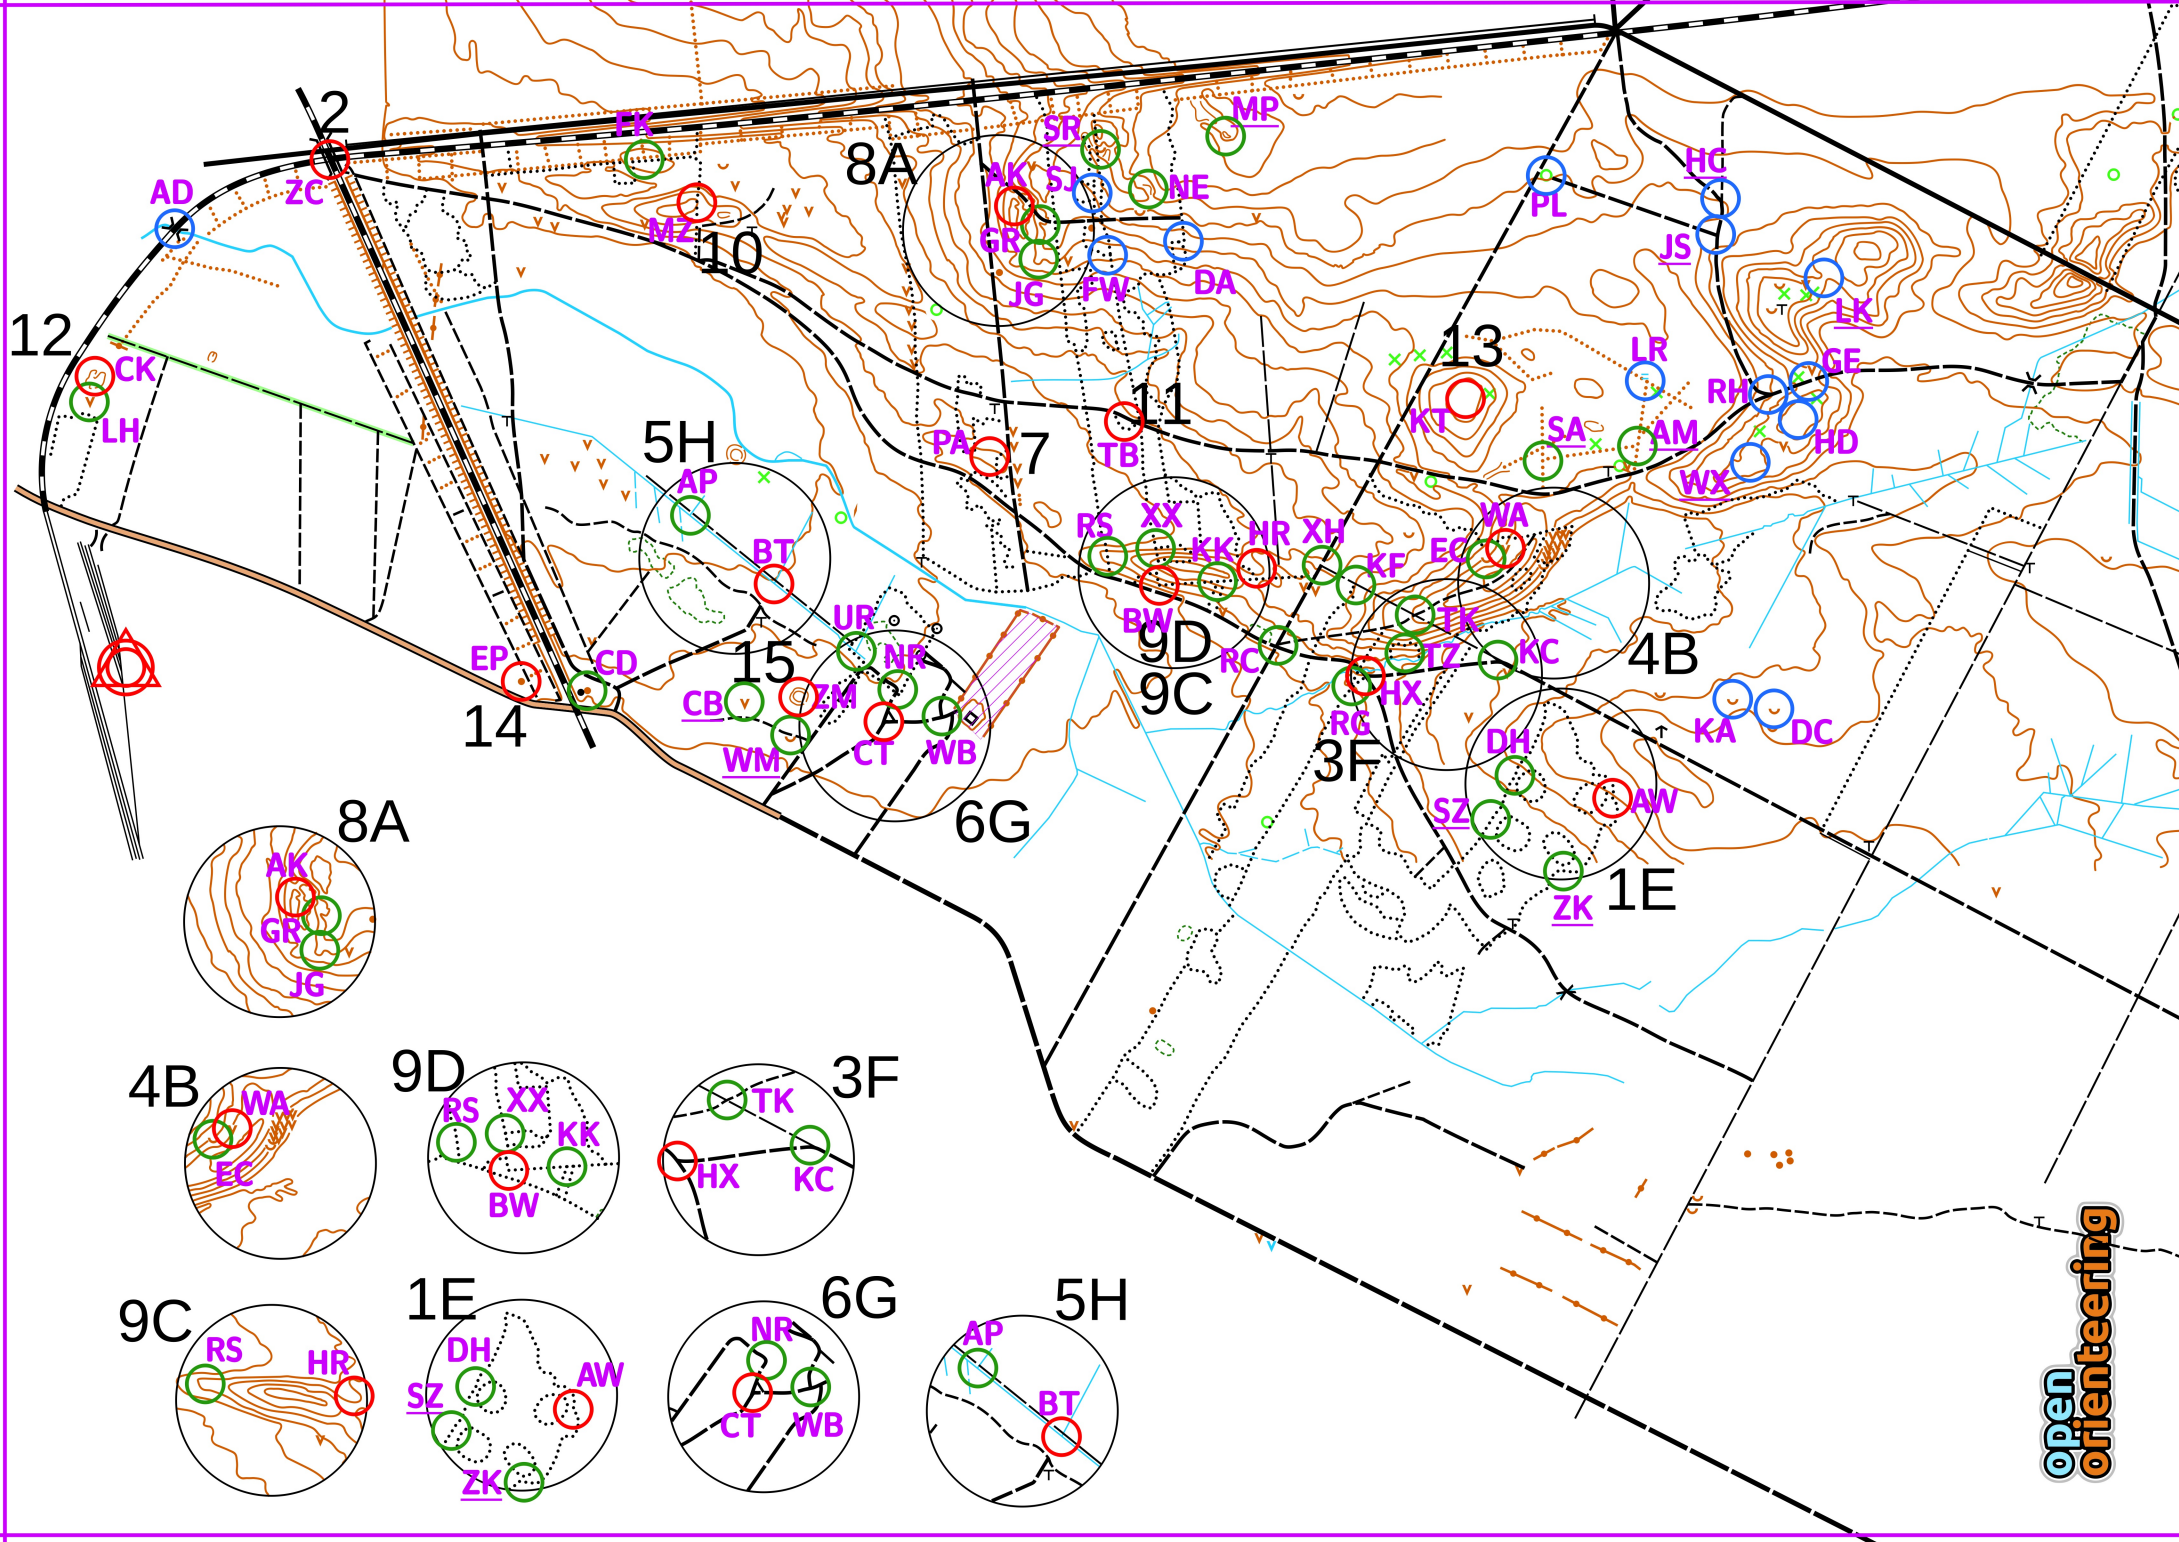 2
FK
MP
SR
8A
AK
SJ
NE
HC
AD
ZC
PL
MZ
GR
10
JS
JG
FW
DA
LK
12
CK
13
LR
GE
RH
LH
5H
PA
7
11
TB
KT
SA
AM
HD
AP
WX
RS
XX
KK
HR
XH
WA
EC
BT
KF
UR
BW
9D
TK
EP
CD
15
NR
RC
TZ
KC
4B
CB
ZM
9C
HX
14
WM
CT
WB
RG
3F
DH
KA
DC
8A
6G
SZ
AW
AK
GR
JG
ZK
1E
4B
WA
EC
9D
XX
RS
KK
BW
3F
TK
HX
KC
9C
RS
HR
1E
DH
AW
SZ
ZK
6G
NR
CT
WB
5H
AP
BT
open
orienteering